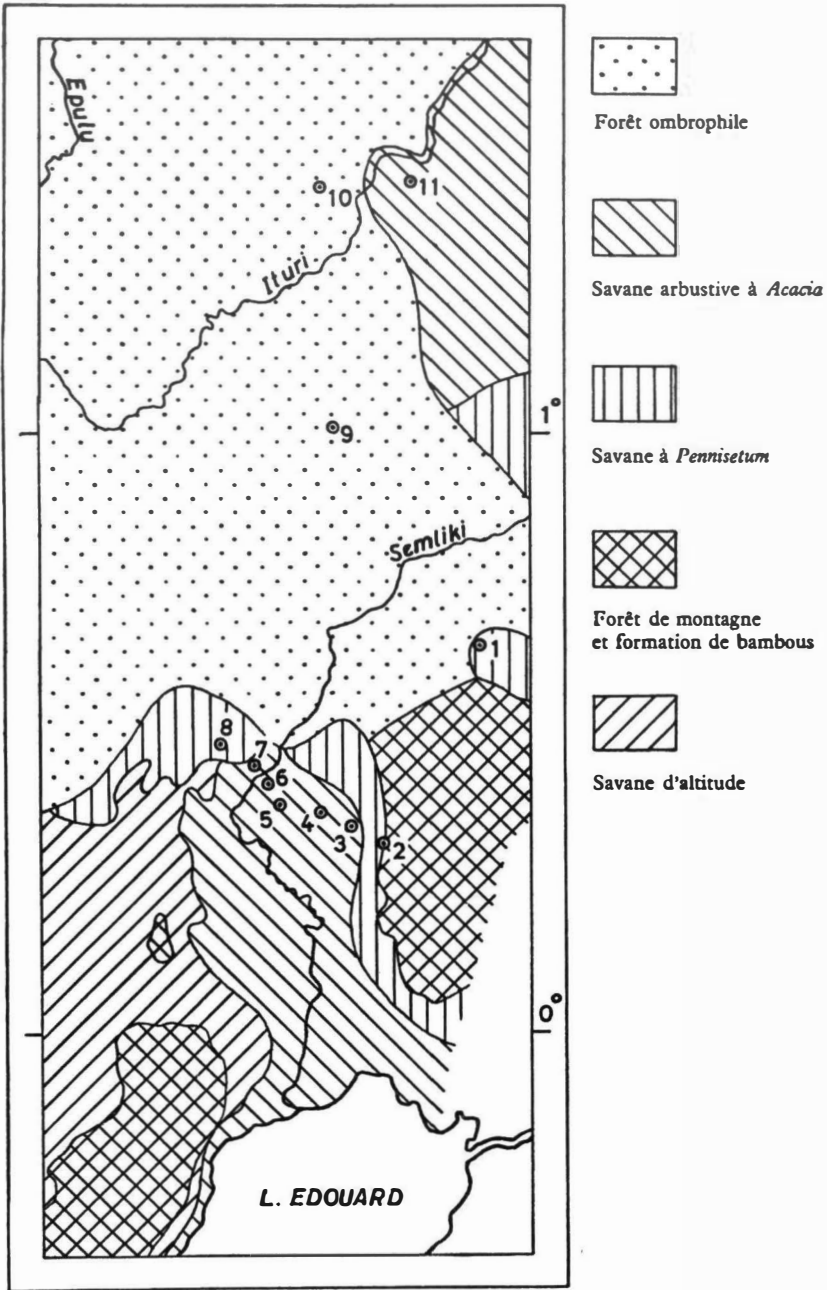 Epulu
Forêt ombrophile
10
11
Ituri
Savane arbustive à Acacia
1°
9
Savane à Pennisetum
Semliki
1
Forêt de montagne
et formation de bambous
8
7
6
5
4
3
2
Savane d'altitude
0°
L. EDOUARD